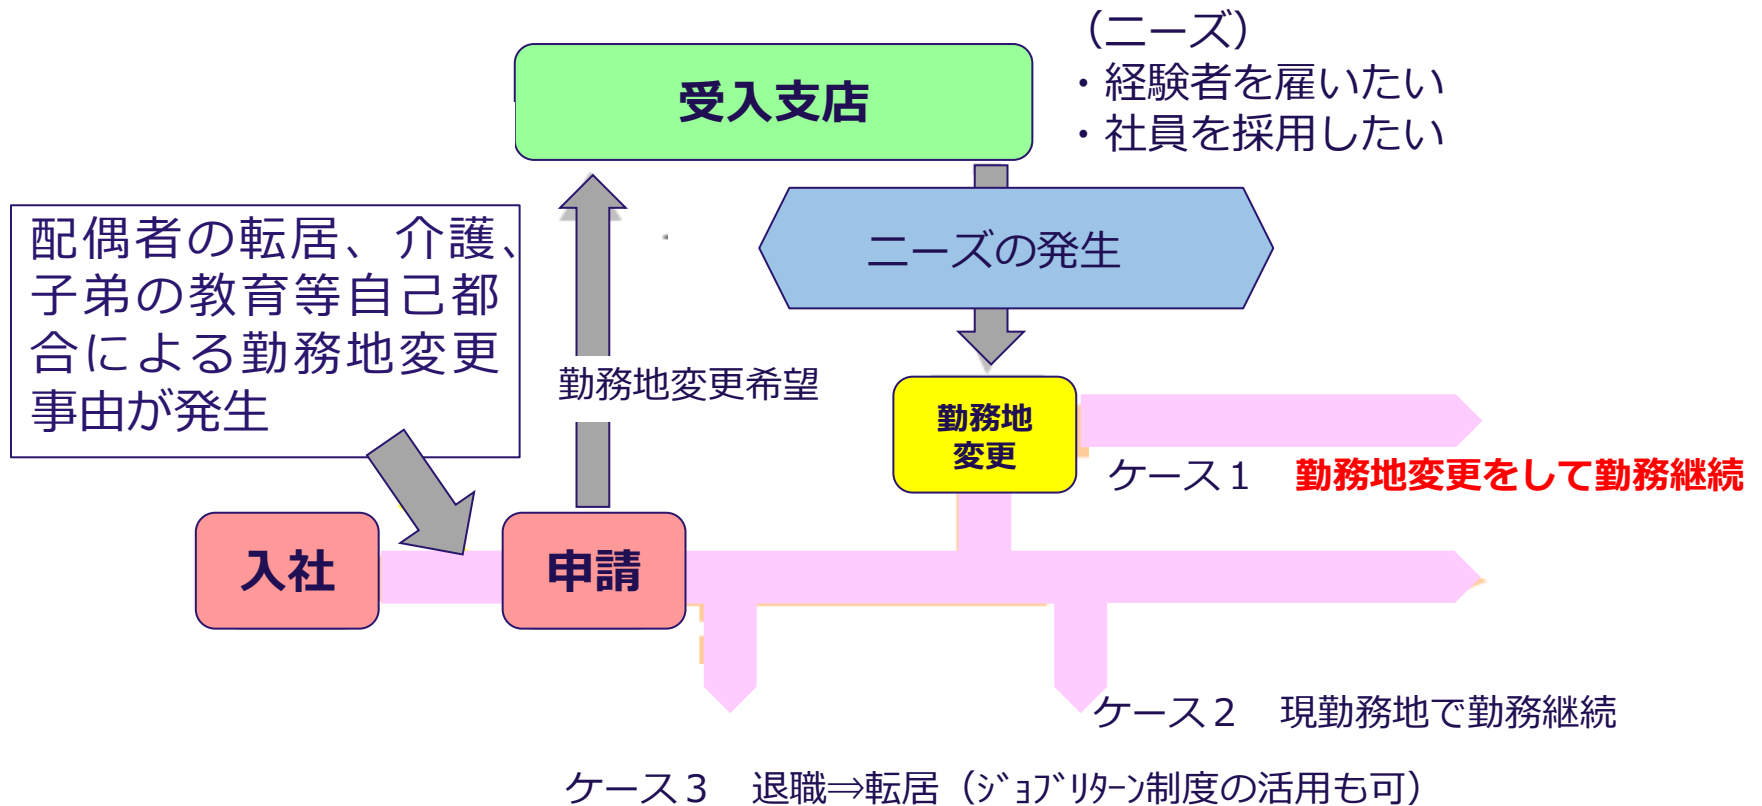 （ニーズ）
・経験者を雇いたい
・社員を採用したい
受入支店
配偶者の転居、介護、
子弟の教育等自己都
合による勤務地変更
事由が発生
ニーズの発生
勤務地変更希望
勤務地
変更
ケース１　勤務地変更をして勤務継続
入社
申請
ケース２　現勤務地で勤務継続
ケース３　退職⇒転居（ｼﾞｮﾌﾞﾘﾀｰﾝ制度の活用も可）